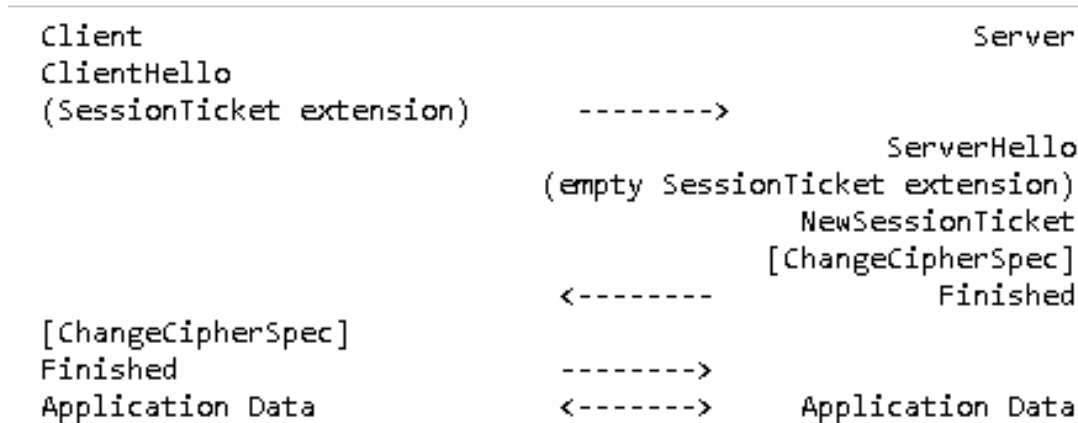 Client                                                Server
ClientHello
(SessionTicket extension)      -------->
                                                 ServerHello
                             (empty SessionTicket extension)
                                            NewSessionTicket
                                          [ChangeCipherSpec]
                              <--------             Finished
[ChangeCipherSpec]
Finished                      -------->
Application Data              <------->     Application Data